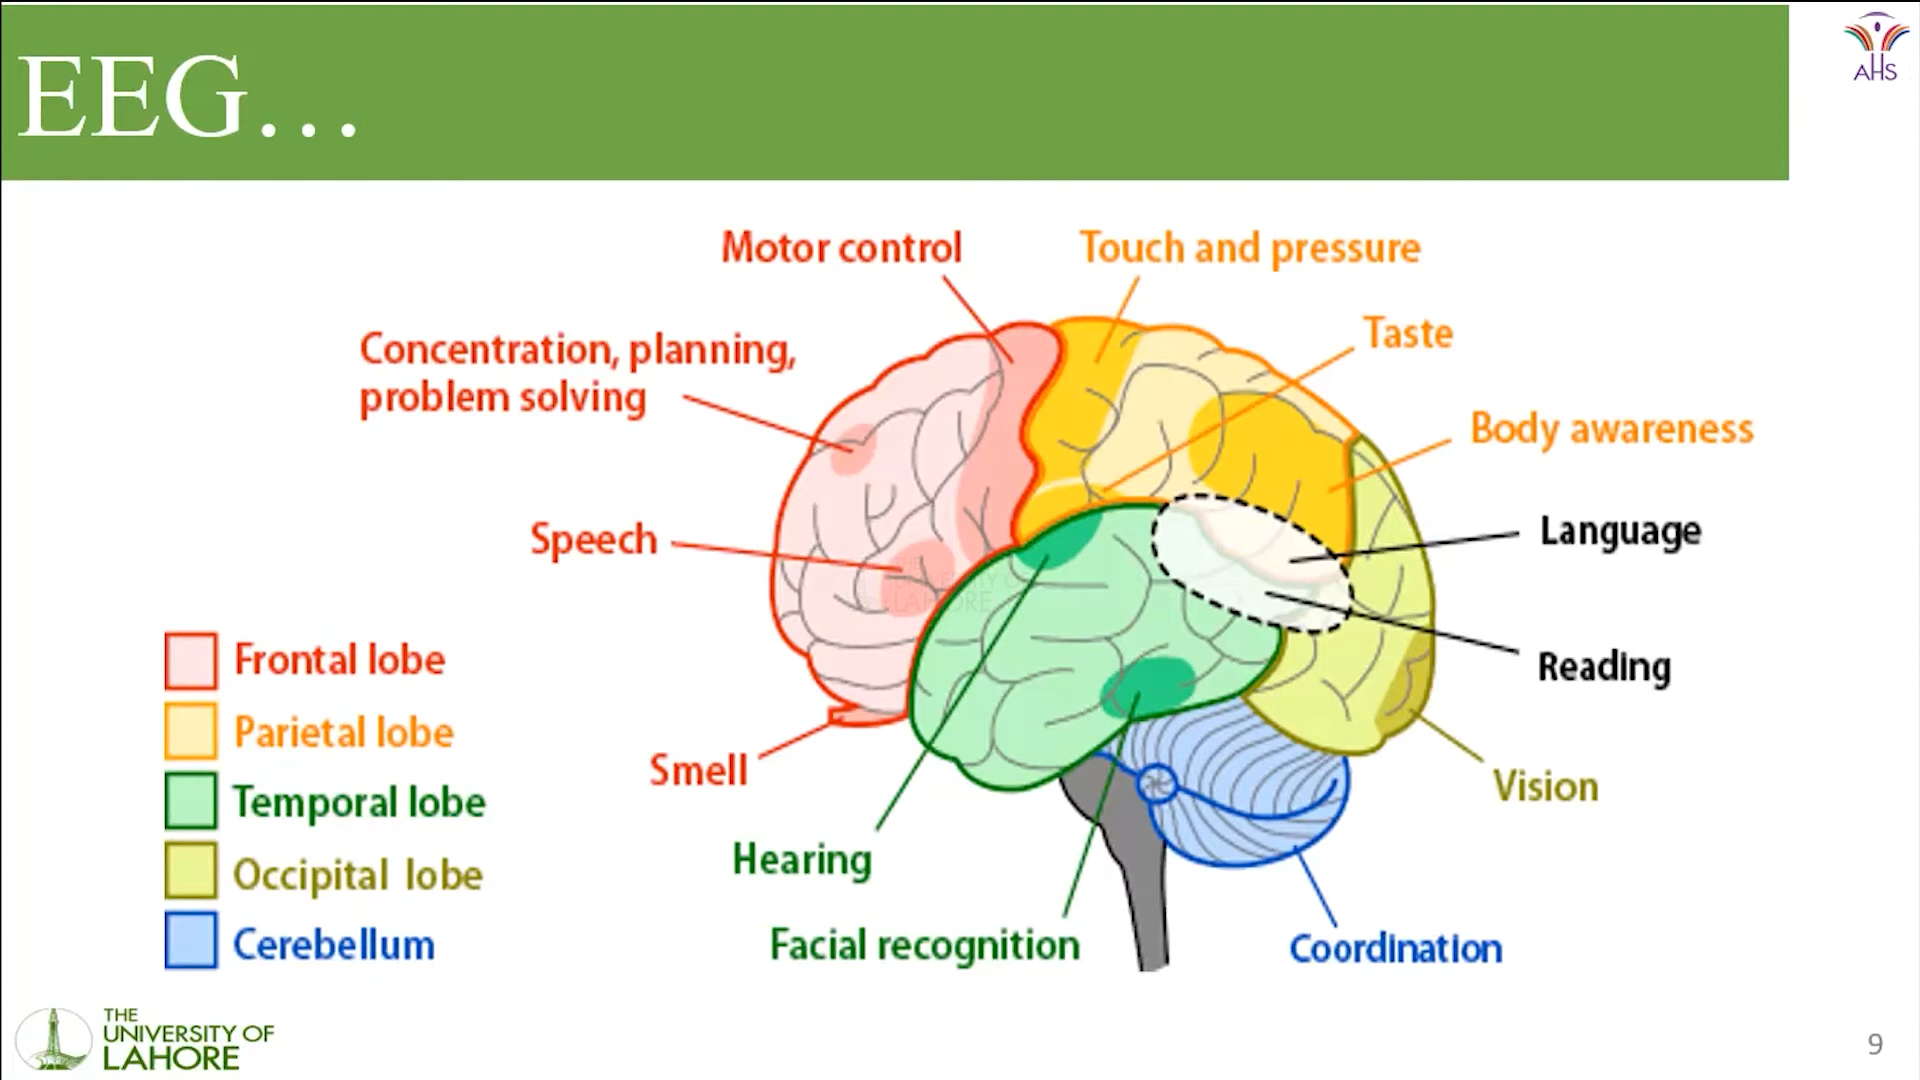 EEG...
AHS
Motor control
Touch and pressure
Taste
Concentration, planning,
problem solving
Body awareness
Language
Speech
Reading
Frontal lobe
Parietal lobe
Temporal lobe
Occipital lobe
Cerebellum
Smell
Vision
Hearing
Facial recognition
Coordination
THE
UNIVERSITY OF
LAHORE
9